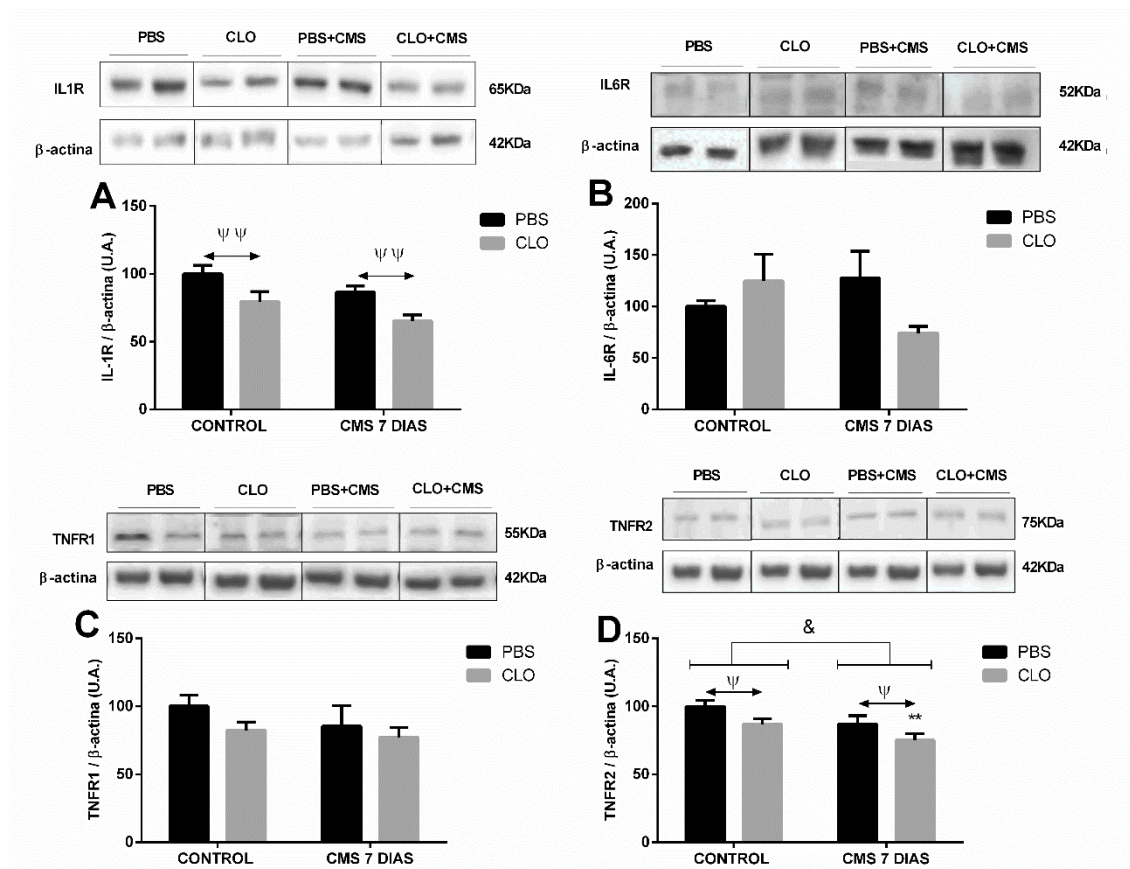 PBS CLO PBS+CMS CLO+CMS
IL1R 65KDa
β-actina 42KDa
A
150
100
50
0
IL-1R / β-actina (U.A.)
ψ ψ
ψ ψ
PBS
CLO
CONTROL CMS 7 DIAS
PBS CLO PBS+CMS CLO+CMS
IL6R 52KDa
β-actina 42KDa
B
200
150
100
50
0
IL-6R / β-actina (U.A.)
PBS
CLO
CONTROL CMS 7 DIAS
PBS CLO PBS+CMS CLO+CMS
TNFR1 55KDa
β-actina 42KDa
C
150
100
50
0
TNFR1 / β-actina (U.A.)
PBS
CLO
CONTROL CMS 7 DIAS
PBS CLO PBS+CMS CLO+CMS
TNFR2 75KDa
β-actina 42KDa
D
150
100
50
0
TNFR2 / β-actina (U.A.)
&
ψ
ψ
**
PBS
CLO
CONTROL CMS 7 DIAS